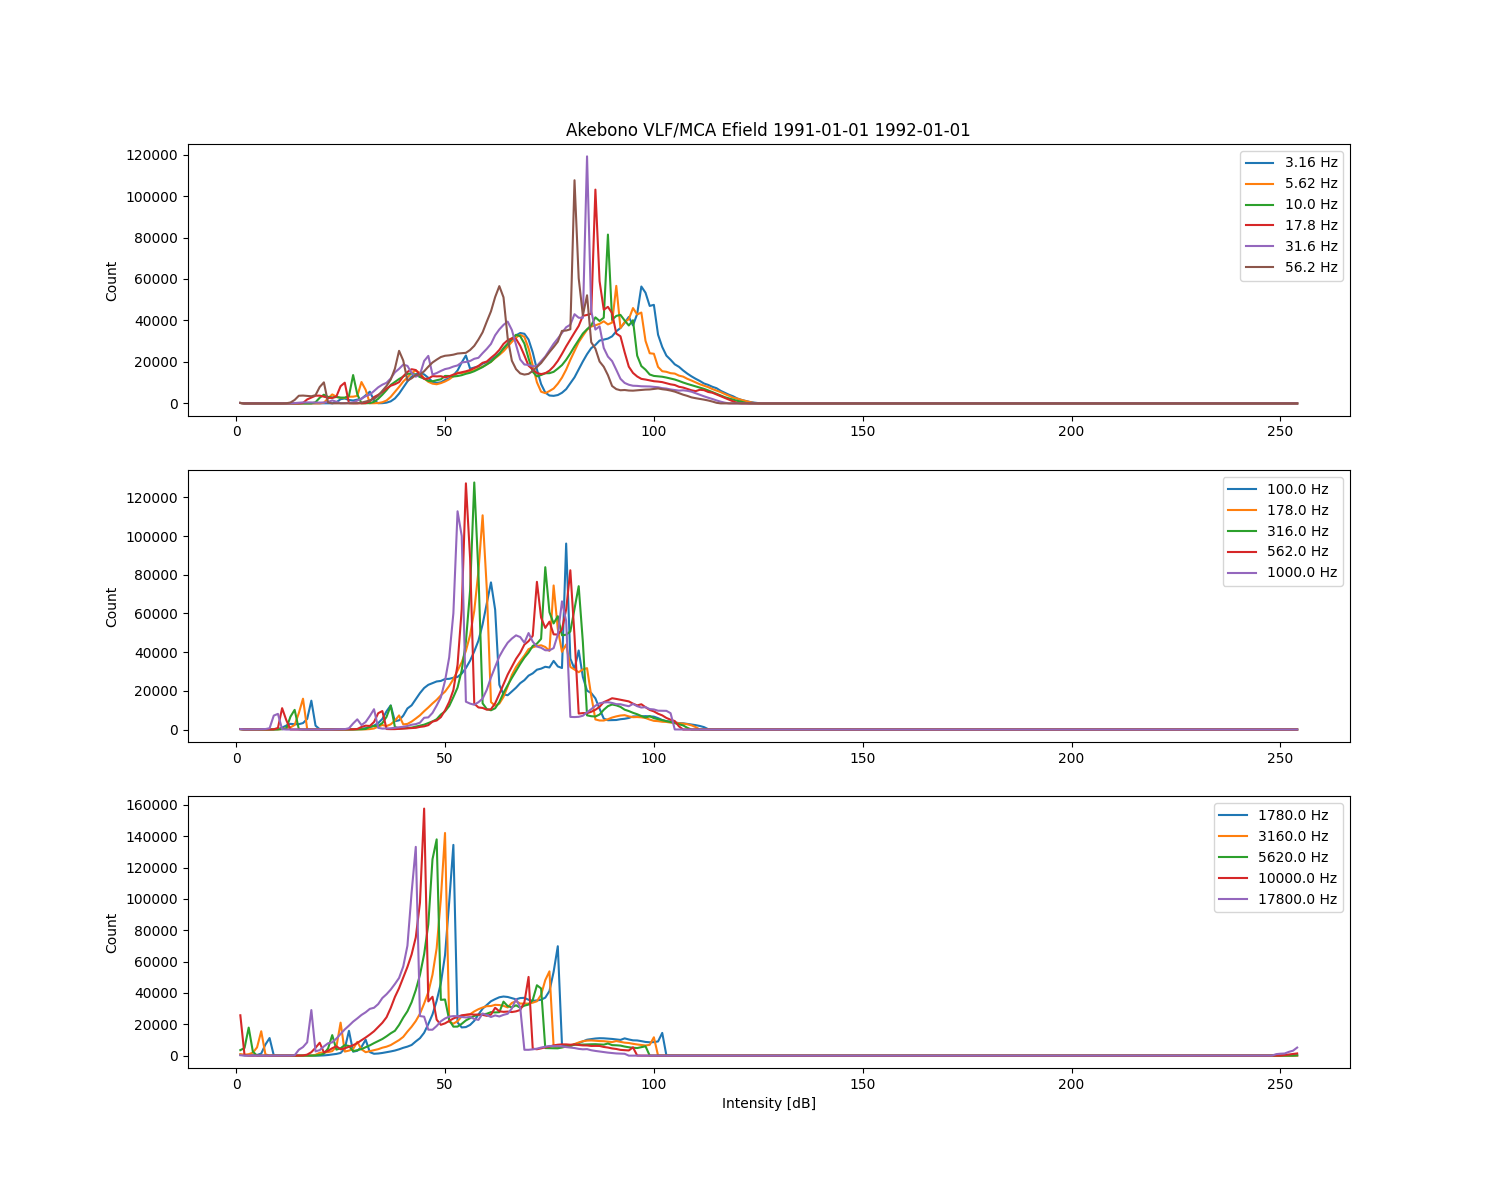 Akebono VLF/MCA Efield 1991-01-01 1992-01-01
120000
100000
80000
60000
40000
20000
0
Count
0 50 100 150 200 250
3.16 Hz
5.62 Hz
10.0 Hz
17.8 Hz
31.6 Hz
56.2 Hz
120000
100000
80000
60000
40000
20000
0
Count
0 50 100 150 200 250
100.0 Hz
178.0 Hz
316.0 Hz
562.0 Hz
1000.0 Hz
160000
140000
120000
100000
80000
60000
40000
20000
0
Count
0 50 100 150 200 250
1780.0 Hz
3160.0 Hz
5620.0 Hz
10000.0 Hz
17800.0 Hz
Intensity [dB]